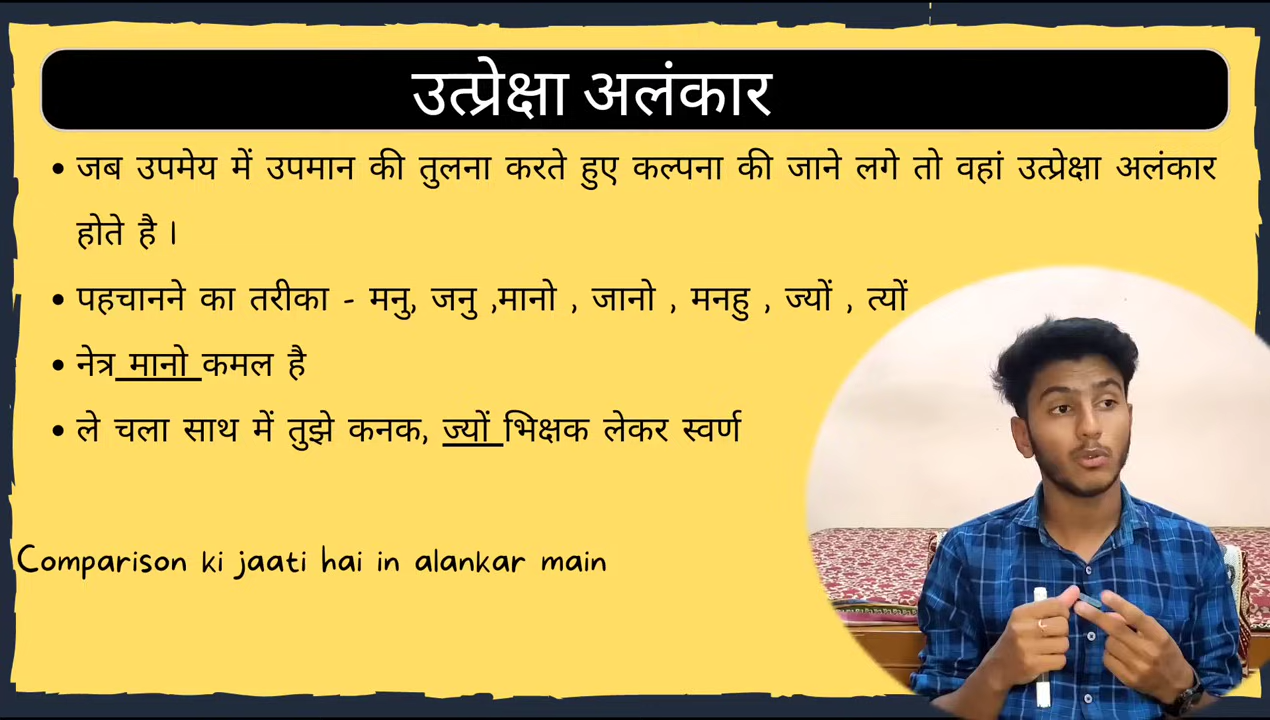 उत्प्रेक्षा अलंकार
• जब उपमेय में उपमान की तुलना करते हुए कल्पना की जाने लगे तो वहां उत्प्रेक्षा अलंकार
होते है ।
• पहचानने का तरीका - मनु, जनु ,मानो , जानो , मनहु , ज्यों , त्यों
• नेत्र मानो कमल है
• ले चला साथ में तुझे कनक, ज्यों भिक्षक लेकर स्वर्ण
Comparison ki jaati hai in alankar main